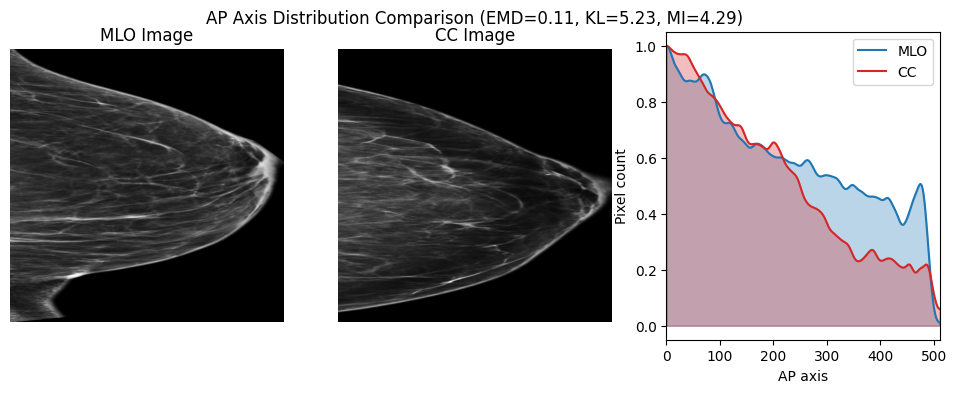 AP Axis Distribution Comparison (EMD=0.11, KL=5.23, MI=4.29)
MLO Image
CC Image
MLO
CC
Pixel count
1.0
0.8
0.6
0.4
0.2
0.0
0 100 200 300 400 500
AP axis